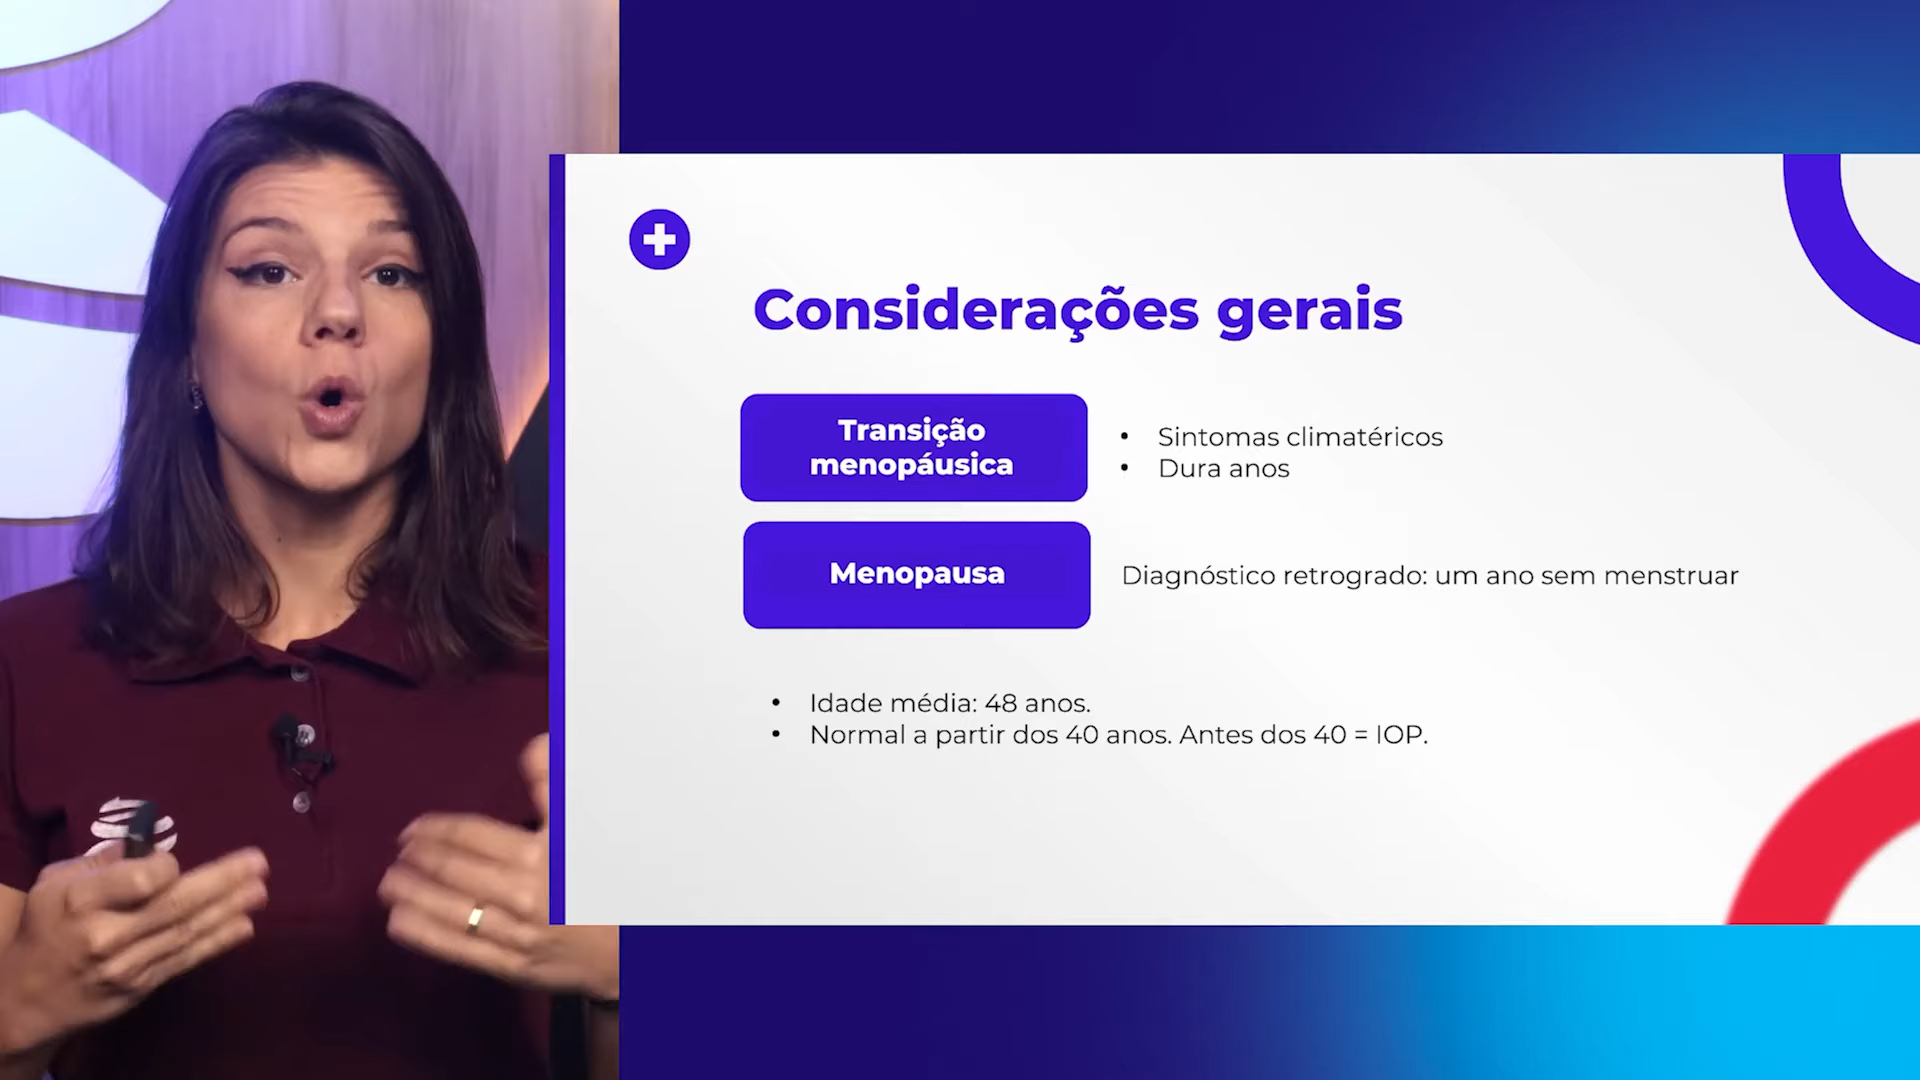 Considerações gerais
Transição
menopáusica
• Sintomas climatéricos
• Dura anos
Menopausa
Diagnóstico retrogrado: um ano sem menstruar
• Idade média: 48 anos.
• Normal a partir dos 40 anos. Antes dos 40 = IOP.